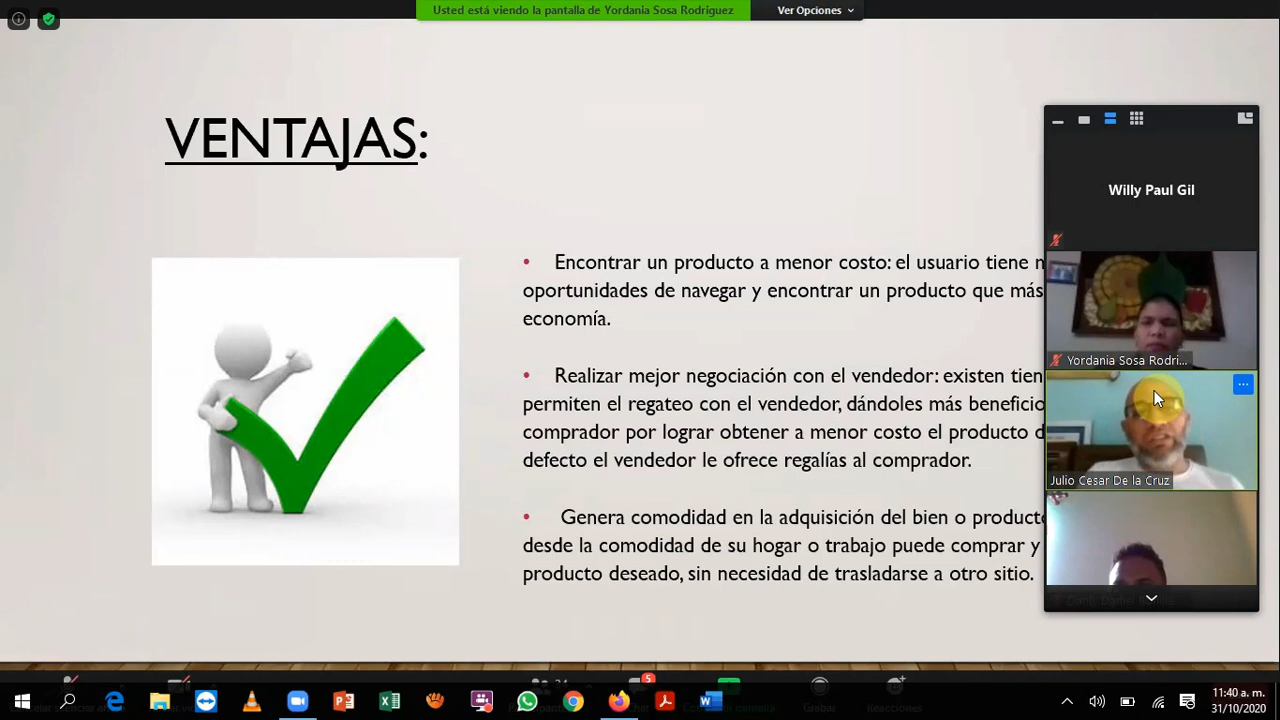 Usted está viendo la pantalla de Yordania Sosa Rodriguez
Ver Opciones
VENTAJAS:
• Encontrar un producto a menor costo: el usuario tiene
oportunidades de navegar y encontrar un producto que más
economía.
• Realizar mejor negociación con el vendedor: existen
permiten el regateo con el vendedor, dándoles más
comprador por lograr obtener a menor costo el producto
defecto el vendedor le ofrece regalías al comprador.
• Genera comodidad en la adquisición del bien o
desde la comodidad de su hogar o trabajo puede comprar y
producto deseado, sin necesidad de trasladarse a otro sitio.
Willy Paul Gil
Yordania Sosa Rodri...
Julio Cesar De la Cruz
5
Grabar
Reacciones
11:40 a. m.
31/10/2020